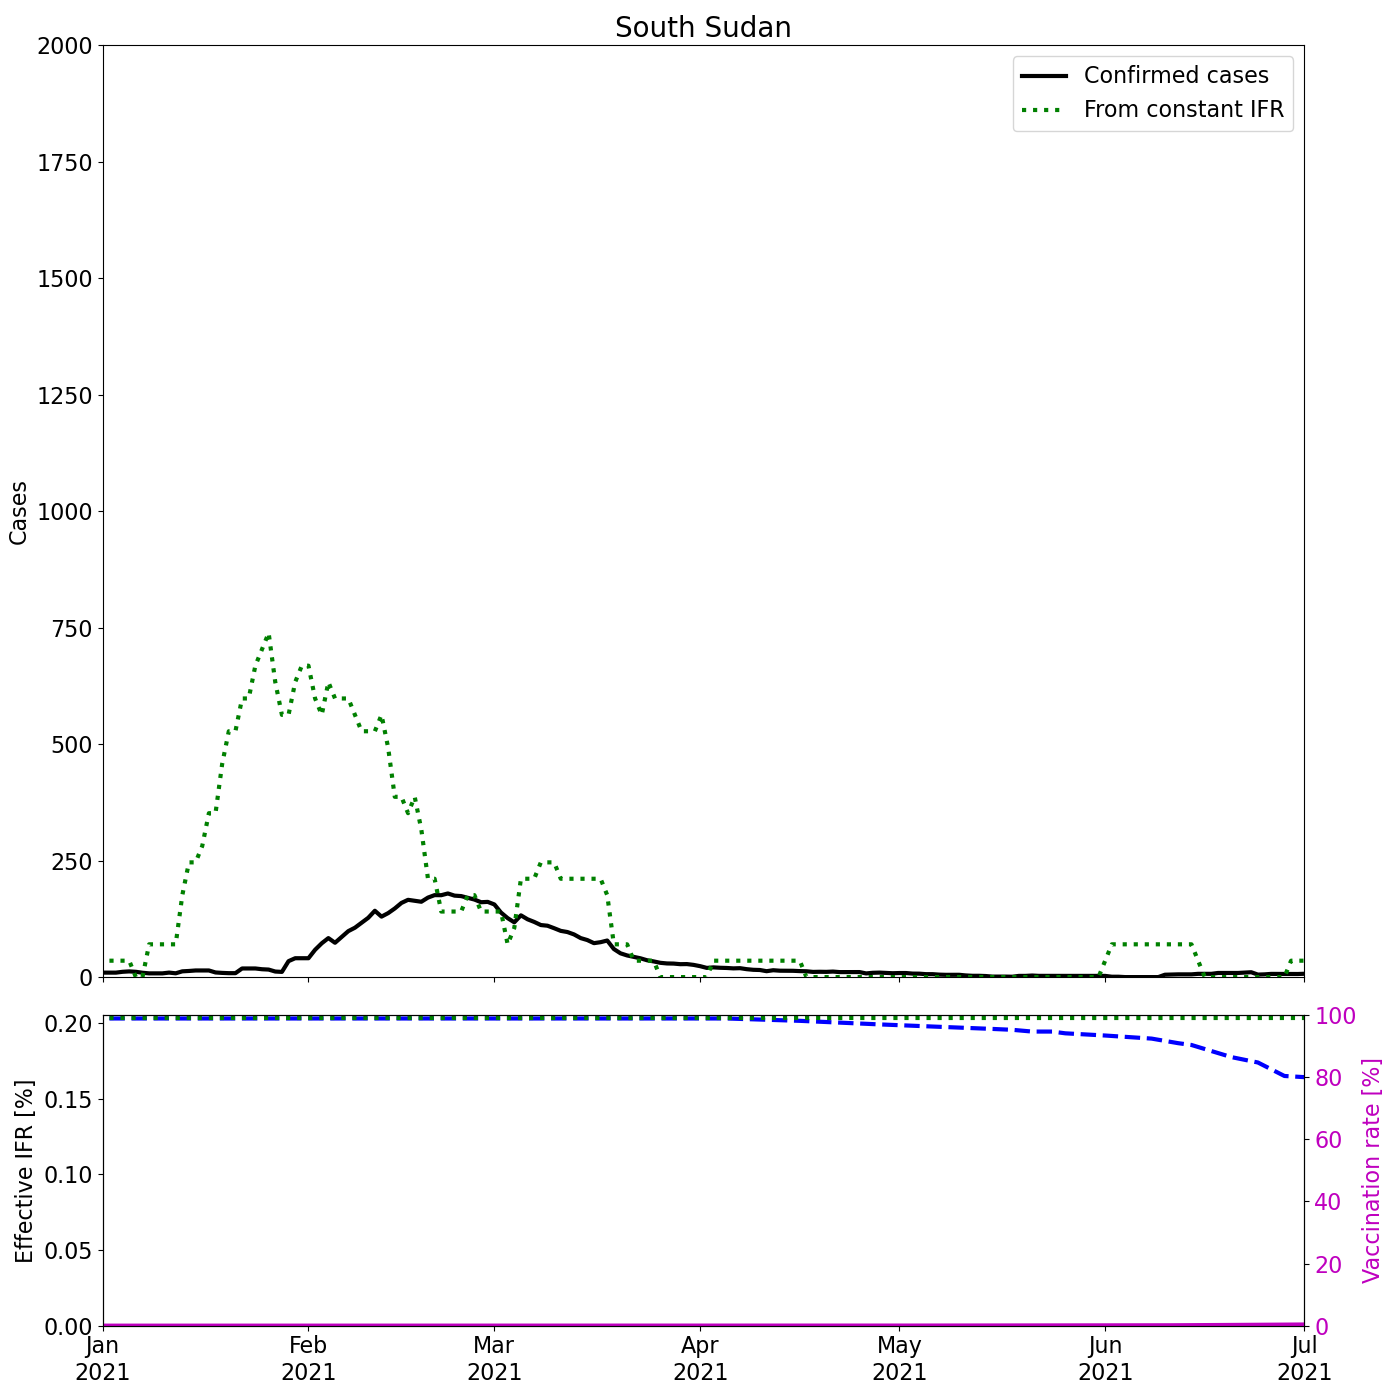 South Sudan
2000
1750
1500
1250
1000
750
500
250
0
Cases
Confirmed cases
From constant IFR
0.20
0.15
0.10
0.05
0.00
Effective IFR [%]
100
80
60
40
20
0
Vaccination rate [%]
Jan Feb Mar Apr May Jun Jul
2021 2021 2021 2021 2021 2021 2021